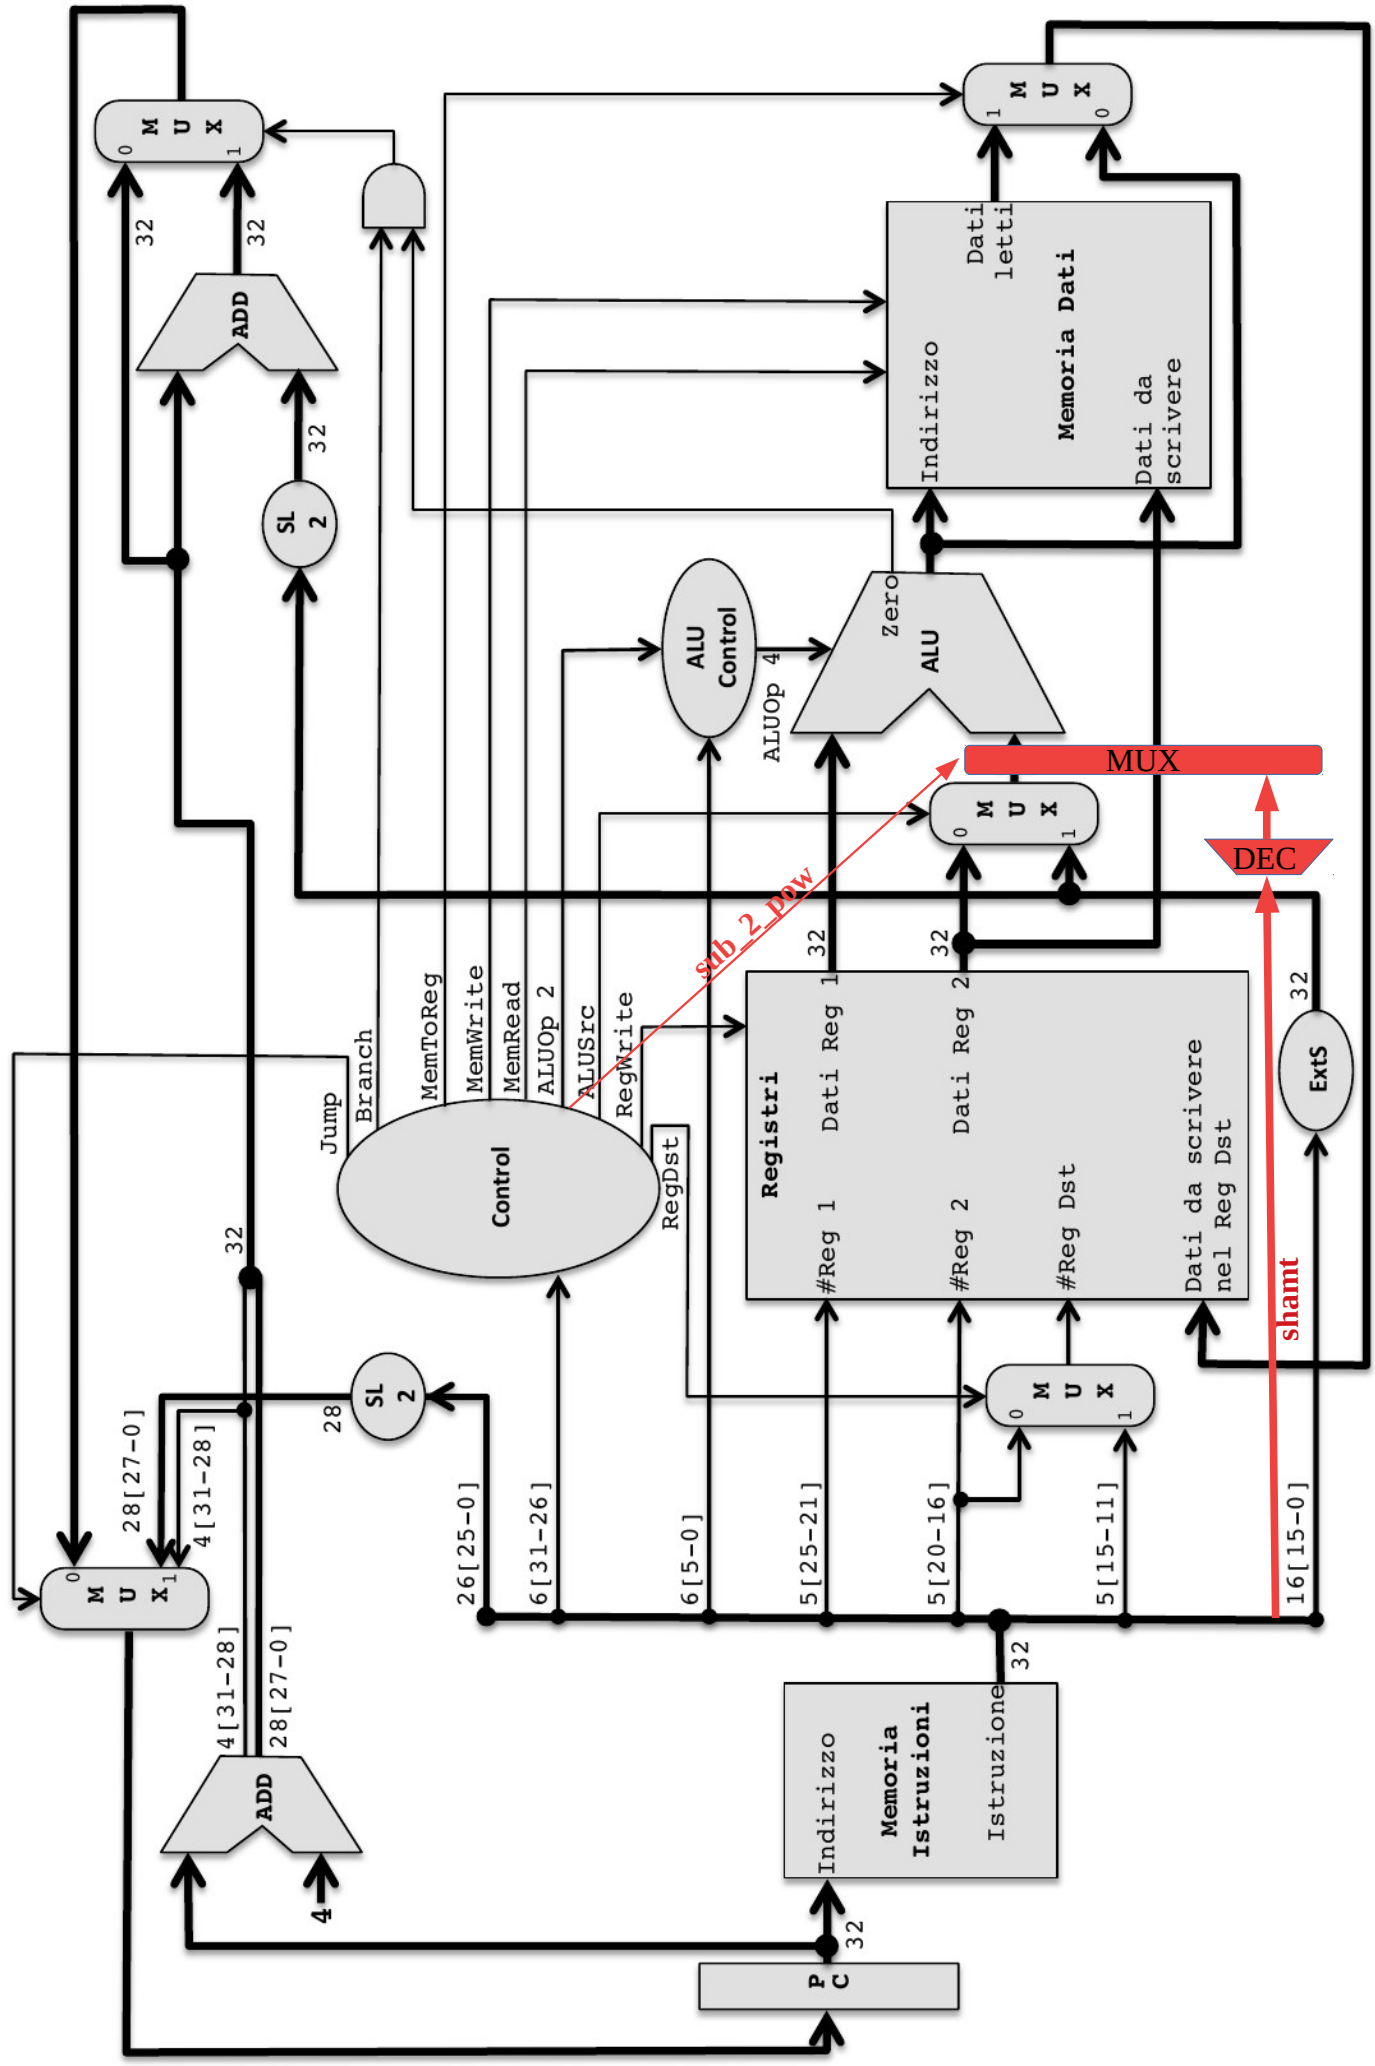 PC
32
4
ADD
4[31-28]
28[27-0]
Indirizzo
Memoria
Istruzioni
Istruzione
32
0
MUX
1
28[27-0]
4[31-28]
28
SL
2
32
26[25-0]
6[31-26]
6[5-0]
5[25-21]
5[20-16]
5[15-11]
16[15-0]
0
MUX
1
shamt
Control
Jump
Branch
MemToReg
MemWrite
MemRead
ALUOp 2
ALUSrc
RegWrite
RegDst
sub_2_pow
Registri
#Reg 1
Dati Reg 1
#Reg 2
Dati Reg 2
#Reg Dst
Dati da scrivere
nel Reg Dst
32
32
ExtS
32
DEC
MUX
0
MUX
1
ALU
Control
ALUOp 4
Zero
ALU
SL
2
32
ADD
32
32
0
MUX
1
Indirizzo
Dati
letti
Memoria Dati
Dati da
scrivere
1
MUX
0